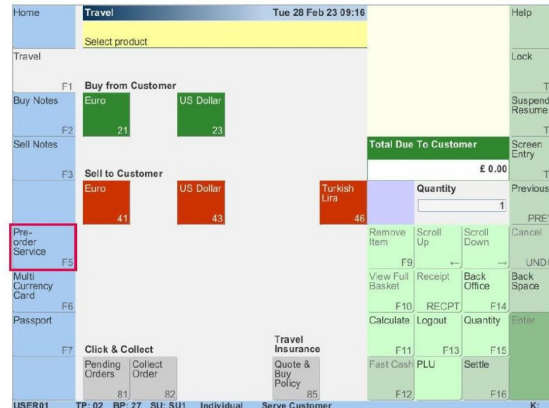 Home
Travel
Tue 28 Feb 23 09:16
Help
Select product
Travel
F1
Lock
T
Buy from Customer
Buy Notes
F2
Euro
21
US Dollar
23
Suspend
Resume
T
Sell Notes
F3
Total Due To Customer
£ 0.00
Screen
Entry
T
Sell to Customer
Euro
41
US Dollar
43
Turkish
Lira
46
Quantity
1
Previous
PRE
Pre-
order
Service
F5
Remove
Item
F9
Scroll
Up
←
Scroll
Down
→
Cancel
UND
Multi
Currency
Card
F6
View Full
Basket
F10
Receipt
RECPT
Back
Office
F14
Back
Space
Passport
F7
Calculate
F11
Logout
F13
Quantity
F15
Enter
Click & Collect
Travel
Insurance
Pending
Orders
81
Collect
Order
82
Quote &
Buy
Policy
85
Fast Cash
F12
PLU
Settle
F16
USER01 TP: 02 BP: 27 SU: SU1 Individual Serve Customer K: